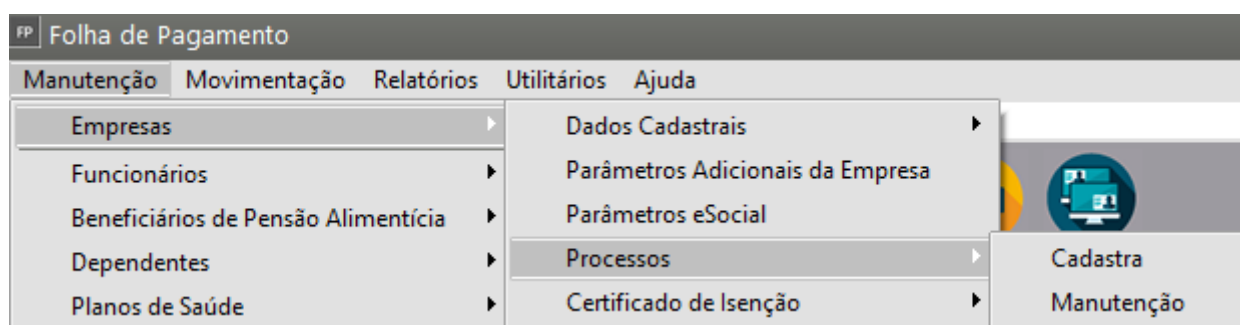 FP Folha de Pagamento
Manutenção Movimentação Relatórios Utilitários Ajuda
Empresas
Funcionários
Beneficiários de Pensão Alimentícia
Dependentes
Planos de Saúde
Dados Cadastrais
Parâmetros Adicionais da Empresa
Parâmetros eSocial
Processos
Certificado de Isenção
Cadastra
Manutenção